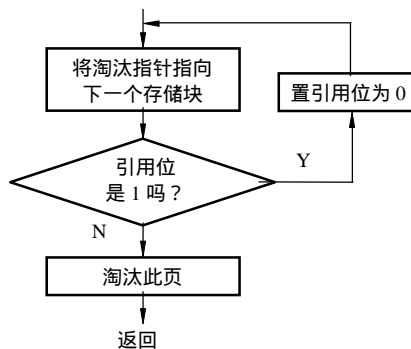 将淘汰指针指向
下一个存储块
置引用位为 0
引用位
是 1 吗？
Y
N
淘汰此页
返回